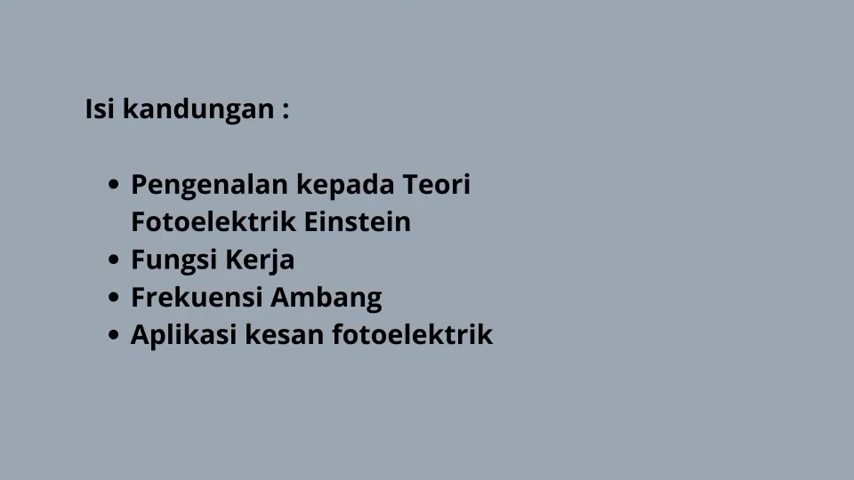 Isi kandungan :
• Pengenalan kepada Teori
Fotoelektrik Einstein
• Fungsi Kerja
• Frekuensi Ambang
• Aplikasi kesan fotoelektrik